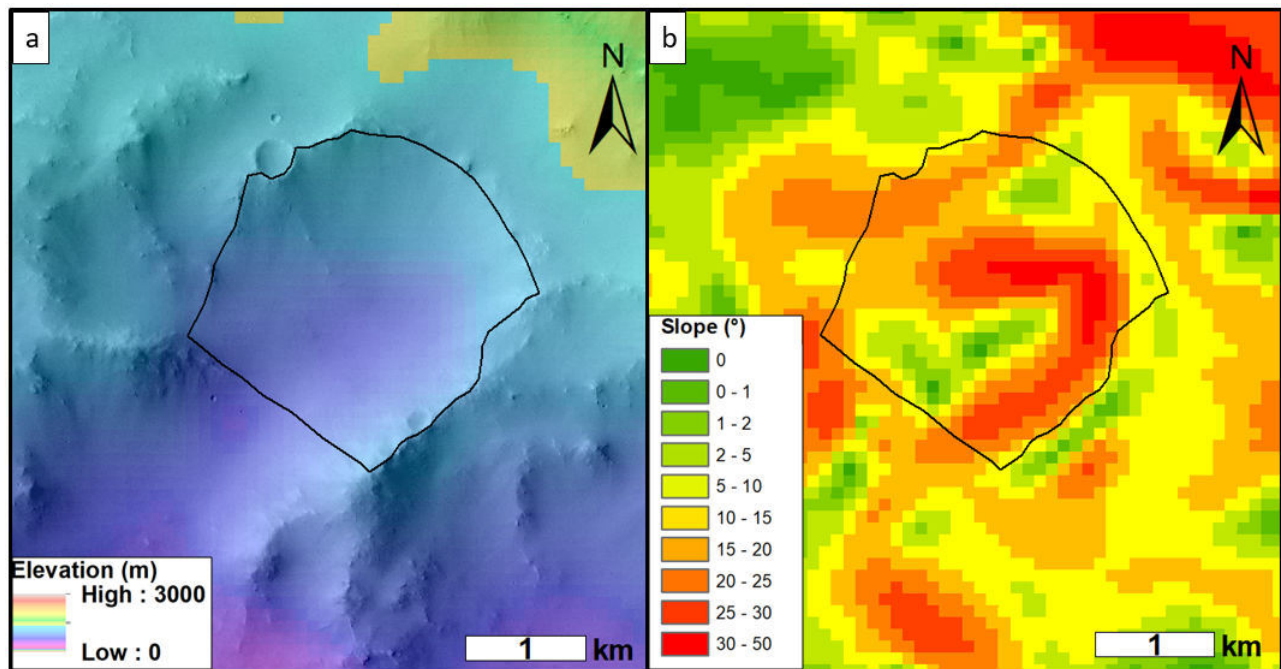 a
N
Elevation (m)
High : 3000
Low : 0
1 km
b
N
Slope (°)
0
0 - 1
1 - 2
2 - 5
5 - 10
10 - 15
15 - 20
20 - 25
25 - 30
30 - 50
1 km